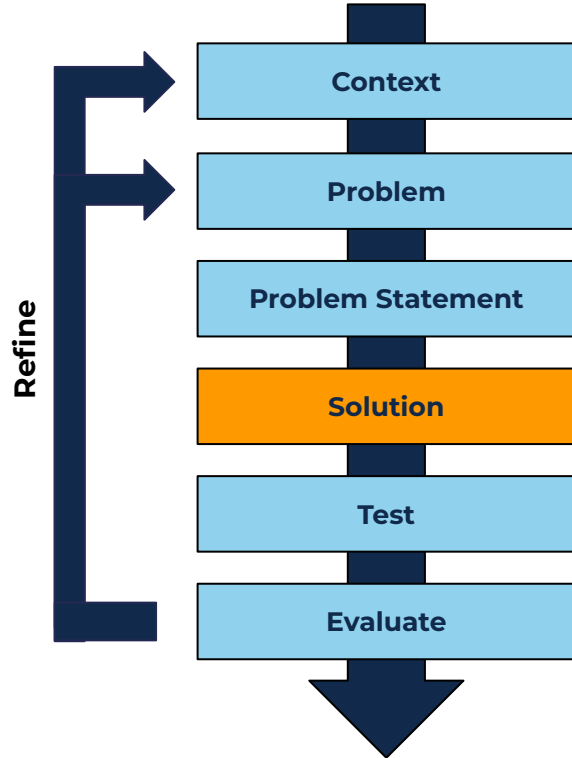 Context
Problem
Problem Statement
Refine
Solution
Test
Evaluate